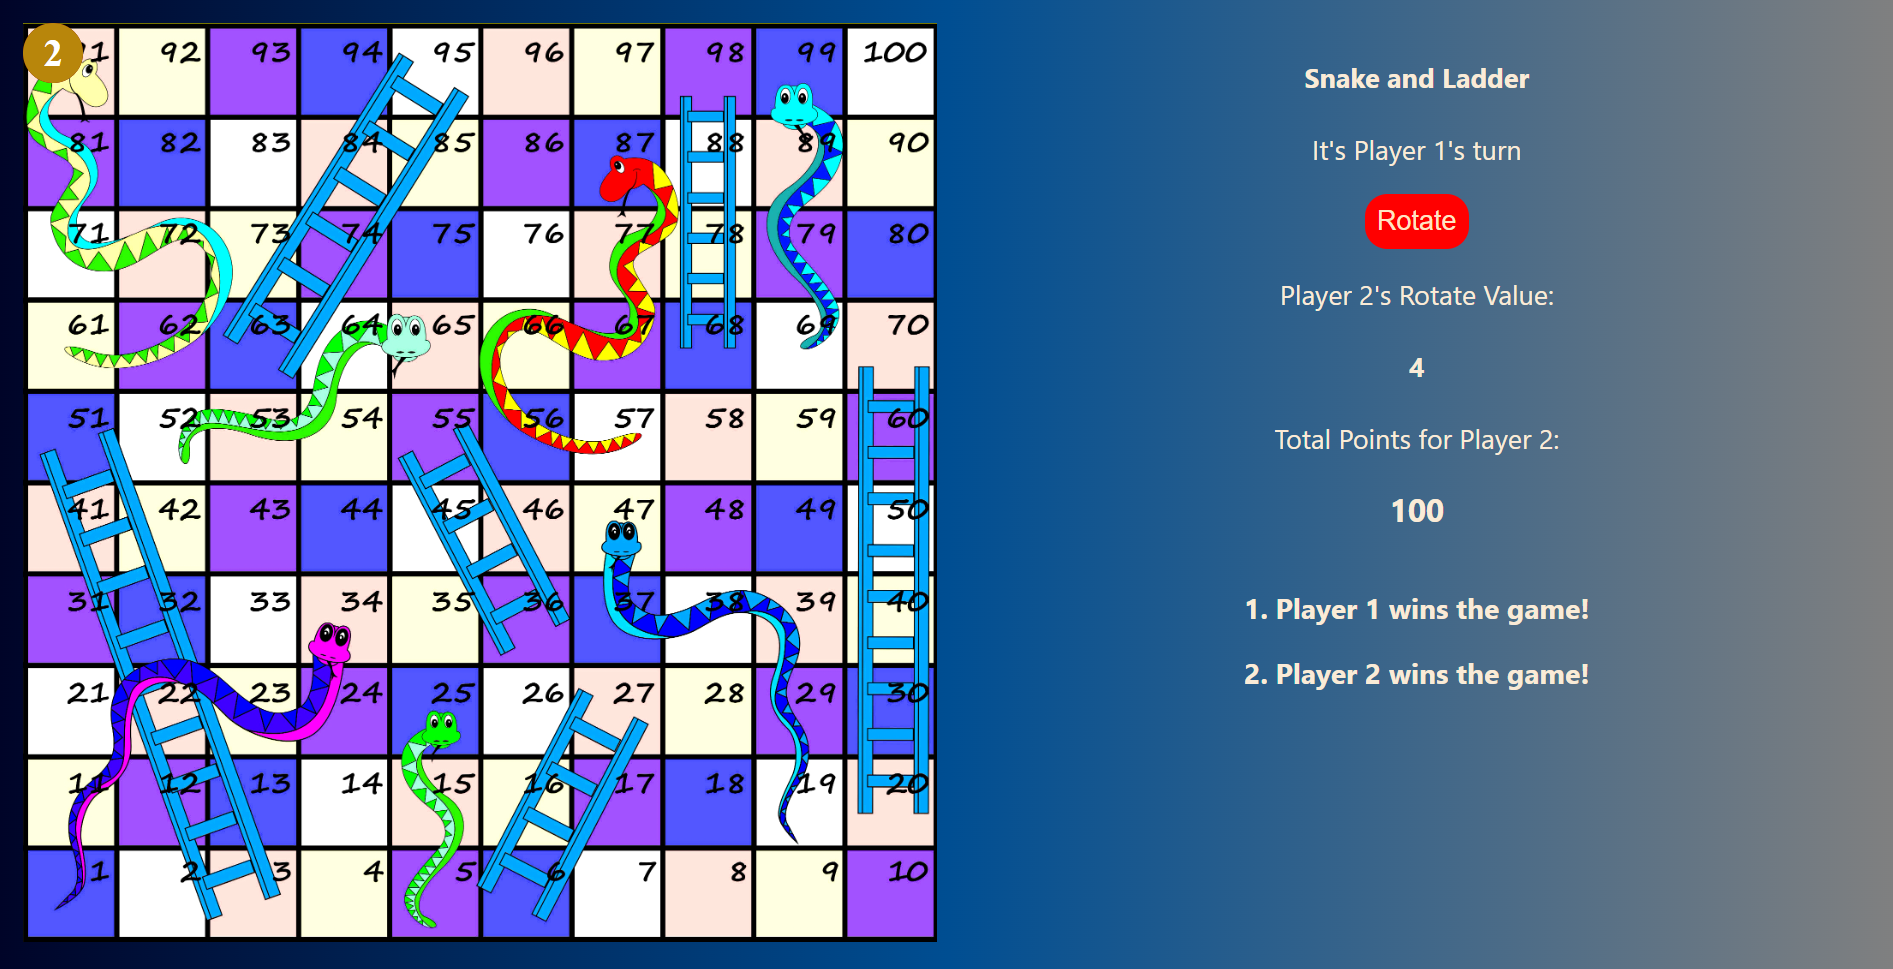 2 91 92 93 94 95 96 97 98 99 100
81 82 83 84 85 86 87 88 89 90
71 72 73 74 75 76 77 78 79 80
61 62 63 64 65 66 67 68 69 70
51 52 53 54 55 56 57 58 59 60
41 42 43 44 45 46 47 48 49 50
31 32 33 34 35 36 37 38 39 40
21 22 23 24 25 26 27 28 29 30
11 12 13 14 15 16 17 18 19 20
1 2 3 4 5 6 7 8 9 10
Snake and Ladder
It's Player 1's turn
Rotate
Player 2's Rotate Value:
4
Total Points for Player 2:
100
1. Player 1 wins the game!
2. Player 2 wins the game!